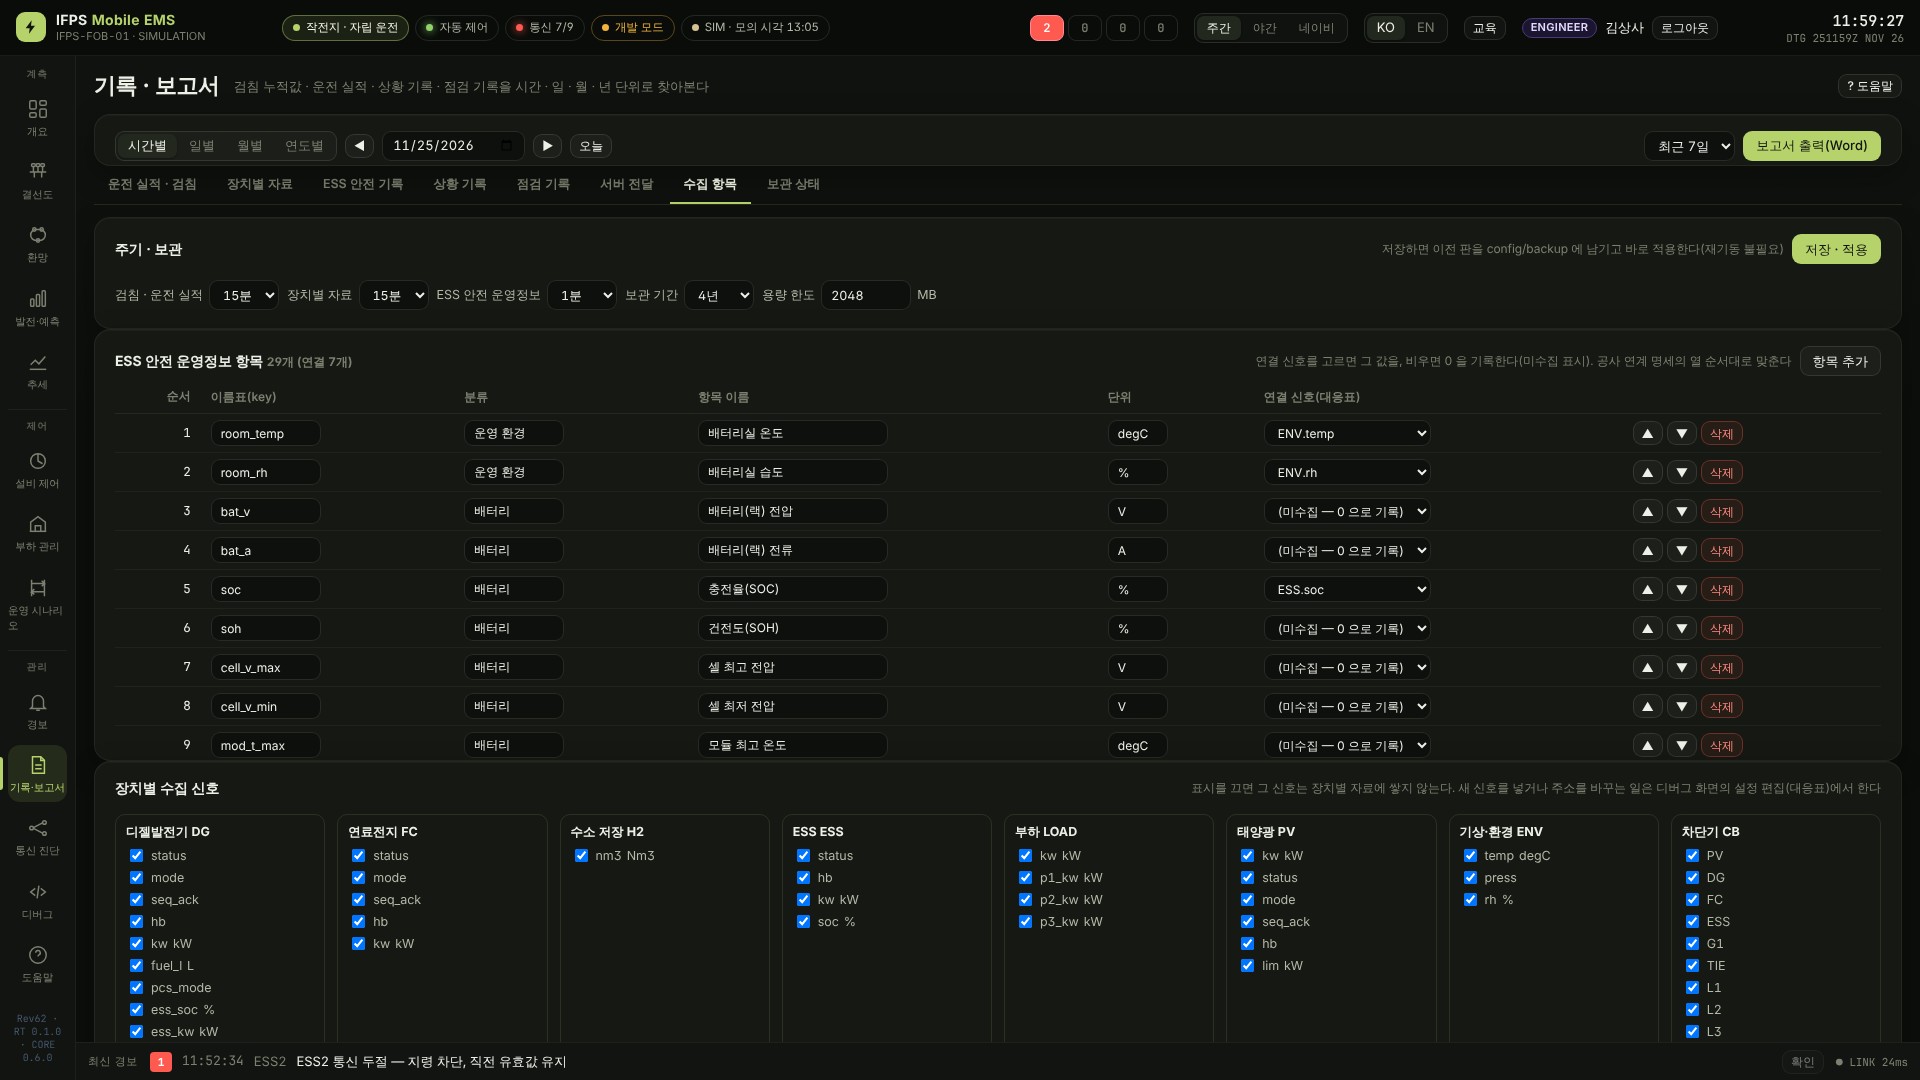 IFPS Mobile EMS
IFPS-FOB-01 · SIMULATION
작전지 · 자립 운전
자동 제어
통신 7/9
개발 모드
SIM · 모의 시각 13:05
2 0 0 0
주간 야간 네이비
KO EN
교육
ENGINEER 김상사 로그아웃
11:59:27
DTG 251159Z NOV 26
계측
개요
결선도
환망
발전·예측
추세
제어
설비 제어
부하 관리
운영 시나리
오
관리
경보
기록·보고서
통신 진단
디버그
도움말
Rev62 ·
RT 0.1.0
· CORE
0.6.0
기록 · 보고서 검침 누적값 · 운전 실적 · 상황 기록 · 점검 기록을 시간 · 일 · 월 · 년 단위로 찾아본다
? 도움말
시간별 일별 월별 연도별 ◀ 11/25/2026 ▶ 오늘
최근 7일 보고서 출력(Word)
운전 실적 · 검침 장치별 자료 ESS 안전 기록 상황 기록 점검 기록 서버 전달 수집 항목 보관 상태
주기 · 보관
저장하면 이전 판을 config/backup 에 남기고 바로 적용한다(재기동 불필요) 저장 · 적용
검침 · 운전 실적 15분 장치별 자료 15분 ESS 안전 운영정보 1분 보관 기간 4년 용량 한도 2048 MB
ESS 안전 운영정보 항목 29개 (연결 7개)
연결 신호를 고르면 그 값을, 비우면 0 을 기록한다(미수집 표시). 공사 연계 명세의 열 순서대로 맞춘다 항목 추가
순서 이름표(key) 분류 항목 이름 단위 연결 신호(대응표)
1 room_temp 운영 환경 배터리실 온도 degC ENV.temp ▲ ▼ 삭제
2 room_rh 운영 환경 배터리실 습도 % ENV.rh ▲ ▼ 삭제
3 bat_v 배터리 배터리(랙) 전압 V (미수집 — 0 으로 기록) ▲ ▼ 삭제
4 bat_a 배터리 배터리(랙) 전류 A (미수집 — 0 으로 기록) ▲ ▼ 삭제
5 soc 배터리 충전율(SOC) % ESS.soc ▲ ▼ 삭제
6 soh 배터리 건전도(SOH) % (미수집 — 0 으로 기록) ▲ ▼ 삭제
7 cell_v_max 배터리 셀 최고 전압 V (미수집 — 0 으로 기록) ▲ ▼ 삭제
8 cell_v_min 배터리 셀 최저 전압 V (미수집 — 0 으로 기록) ▲ ▼ 삭제
9 mod_t_max 배터리 모듈 최고 온도 degC (미수집 — 0 으로 기록) ▲ ▼ 삭제
장치별 수집 신호
표시를 끄면 그 신호는 장치별 자료에 쌓지 않는다. 새 신호를 넣거나 주소를 바꾸는 일은 디버그 화면의 설정 편집(대응표)에서 한다
디젤발전기 DG
status
mode
seq_ack
hb
kw kW
fuel_l L
pcs_mode
ess_soc %
ess_kw kW
연료전지 FC
status
mode
seq_ack
hb
kw kW
수소 저장 H2
nm3 Nm3
ESS ESS
status
hb
kw kW
soc %
부하 LOAD
kw kW
p1_kw kW
p2_kw kW
p3_kw kW
태양광 PV
kw kW
status
mode
seq_ack
hb
lim kW
기상·환경 ENV
temp degC
press
rh %
차단기 CB
PV
DG
FC
ESS
G1
TIE
L1
L2
L3
최신 경보 1 11:52:34 ESS2 ESS2 통신 두절 — 지령 차단, 직전 유효값 유지
확인 LINK 24ms